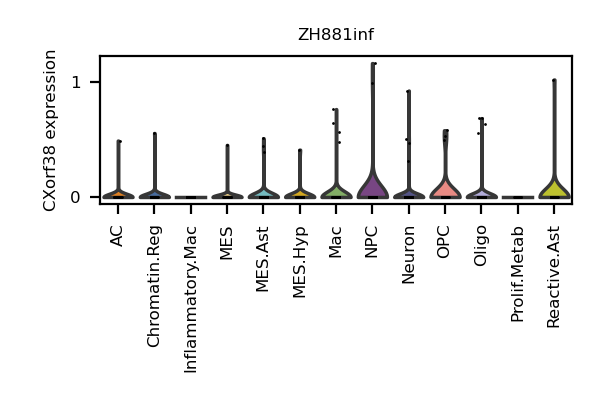 ZH881inf
CXorf38 expression
1
0
AC
Chromatin.Reg
Inflammatory.Mac
MES
MES.Ast
MES.Hyp
Mac
NPC
Neuron
OPC
Oligo
Prolif.Metab
Reactive.Ast